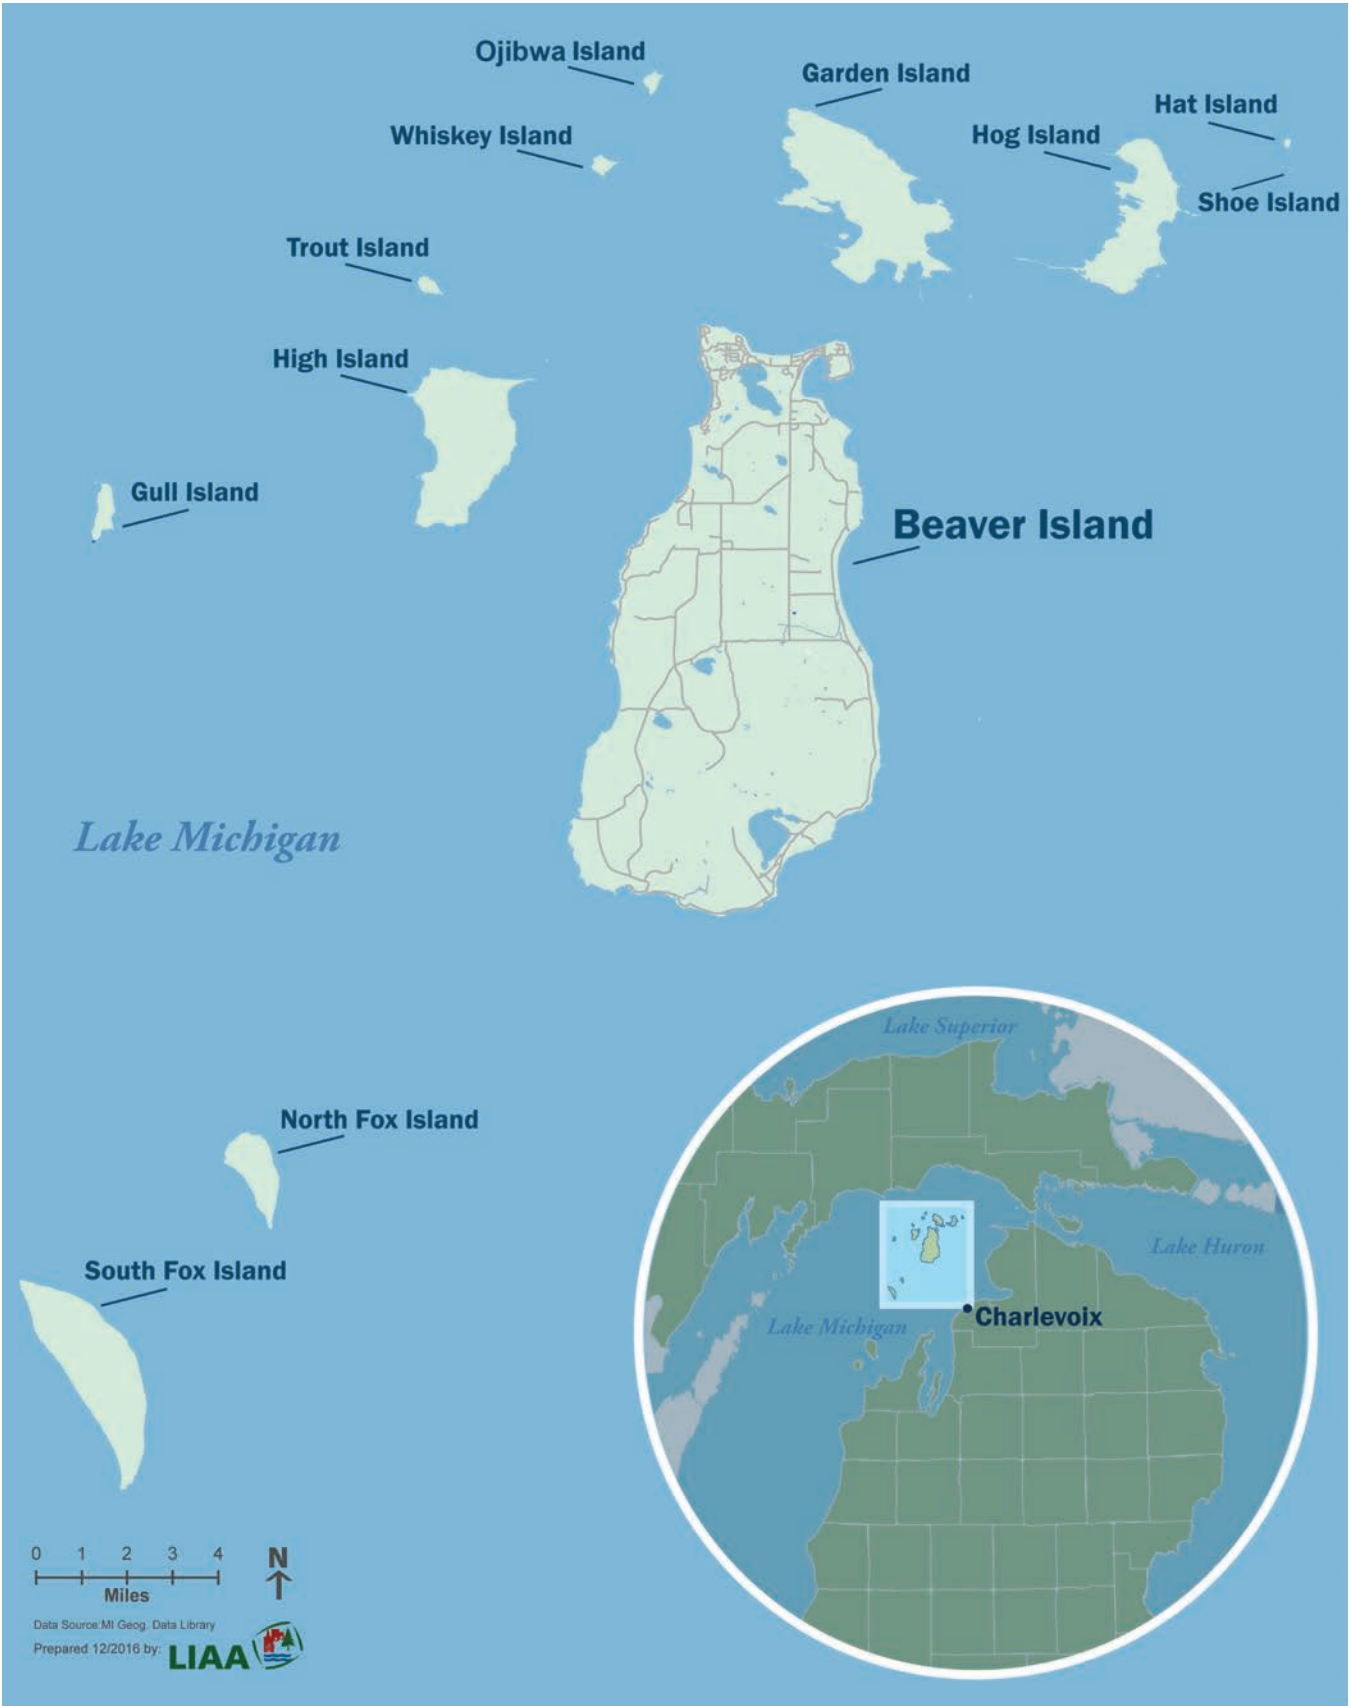 Ojibwa Island
Garden Island
Hat Island
Whiskey Island
Hog Island
Shoe Island
Trout Island
High Island
Gull Island
Beaver Island
Lake Michigan
Lake Superior
North Fox Island
Lake Huron
South Fox Island
Charlevoix
Lake Michigan
0 1 2 3 4
Miles
N
Data Source:MI Geog. Data Library
Prepared 12/2016 by:
LIAA